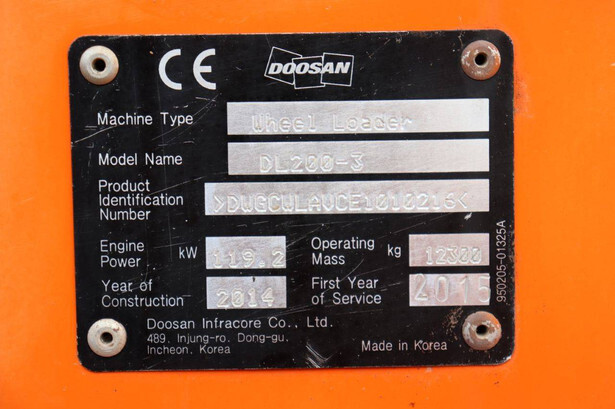 CE DOOSAN
Machine Type Wheel Loader
Model Name DL200-3
Product
Identification >DWGCWLAVCE1010216<
Number
Engine Power kW 119.2 Operating Mass kg 12300
Year of Construction 2014 First Year of Service 2015
Doosan Infracore Co., Ltd.
489, Injung-ro. Dong-gu.
Incheon. Korea
Made in Korea
950205-01325A